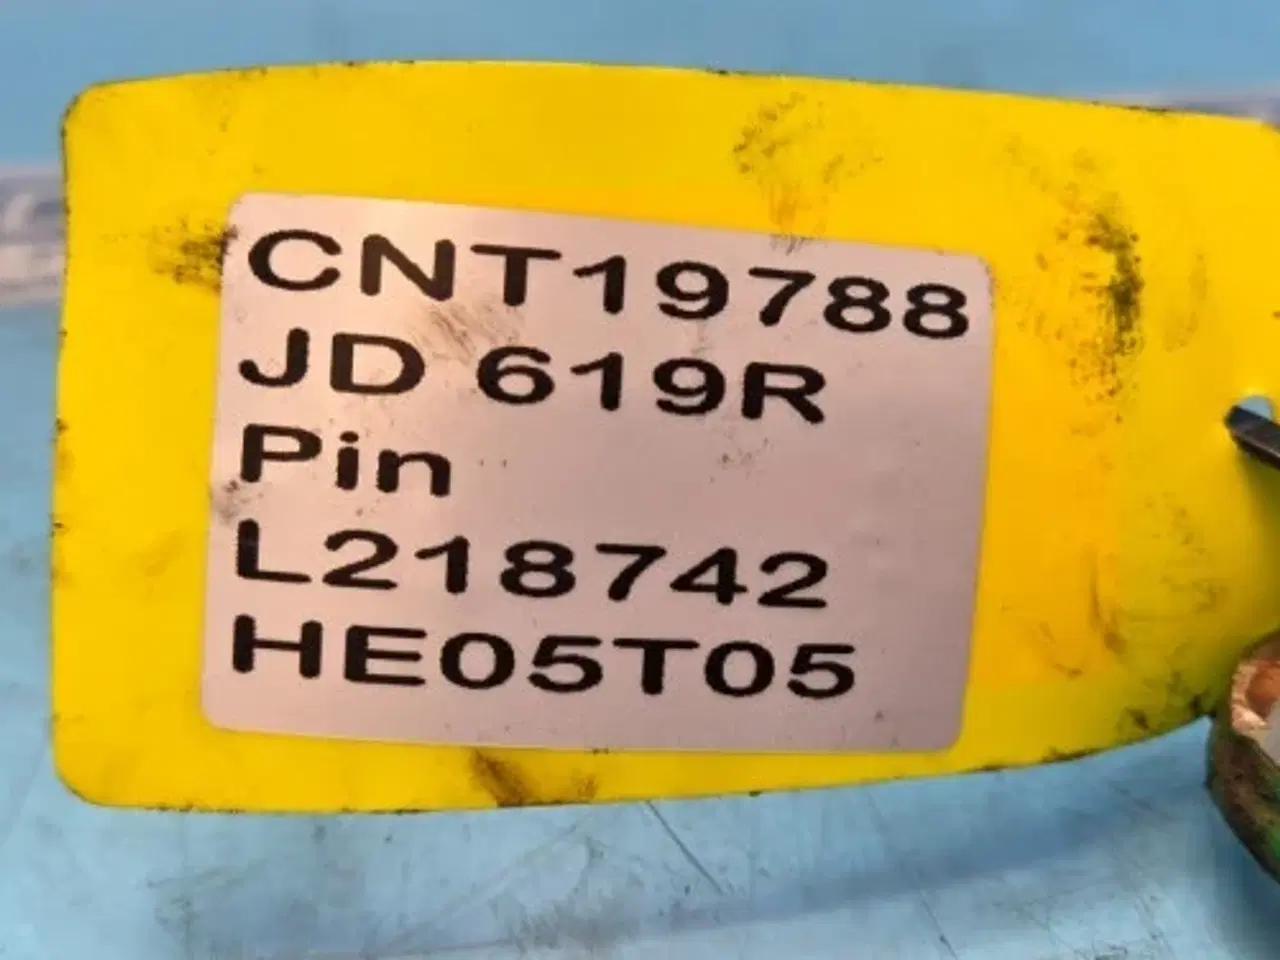 CNT19788
JD 619R
Pin
L218742
HE05T05